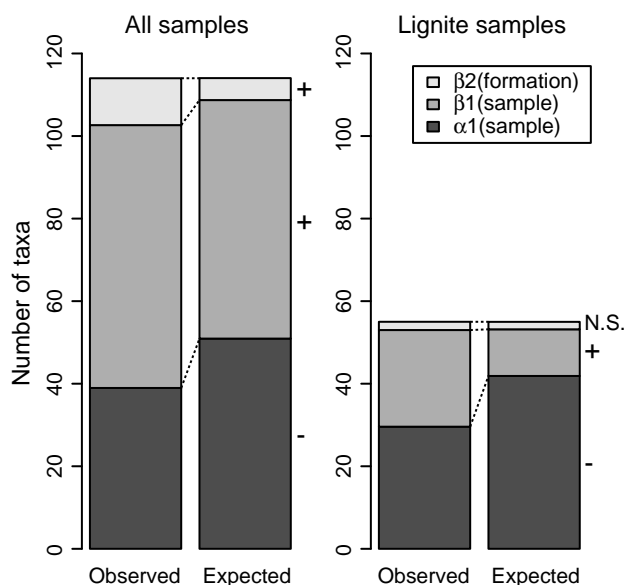 All samples
Number of taxa
0
20
40
60
80
100
120
+
+
-
Observed
Expected
Lignite samples
0
20
40
60
80
100
120
β2(formation)
β1(sample)
α1(sample)
N.S.
+
-
Observed
Expected